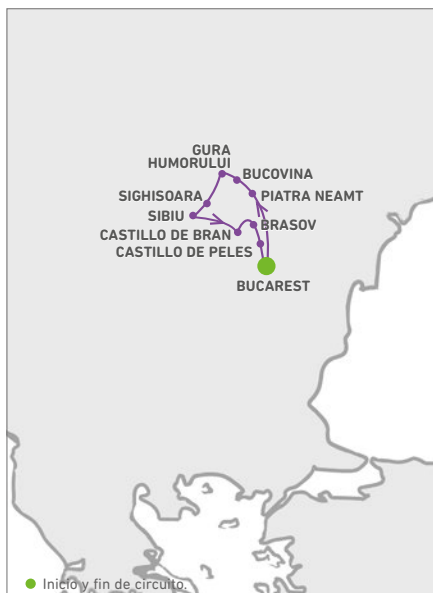 GURA
HUMORULUI
BUCOVINA
PIATRA NEAMT
SIGHISOARA
SIBIU
BRASOV
CASTILLO DE BRAN
CASTILLO DE PELES
BUCAREST
Inicio y fin de circuito.